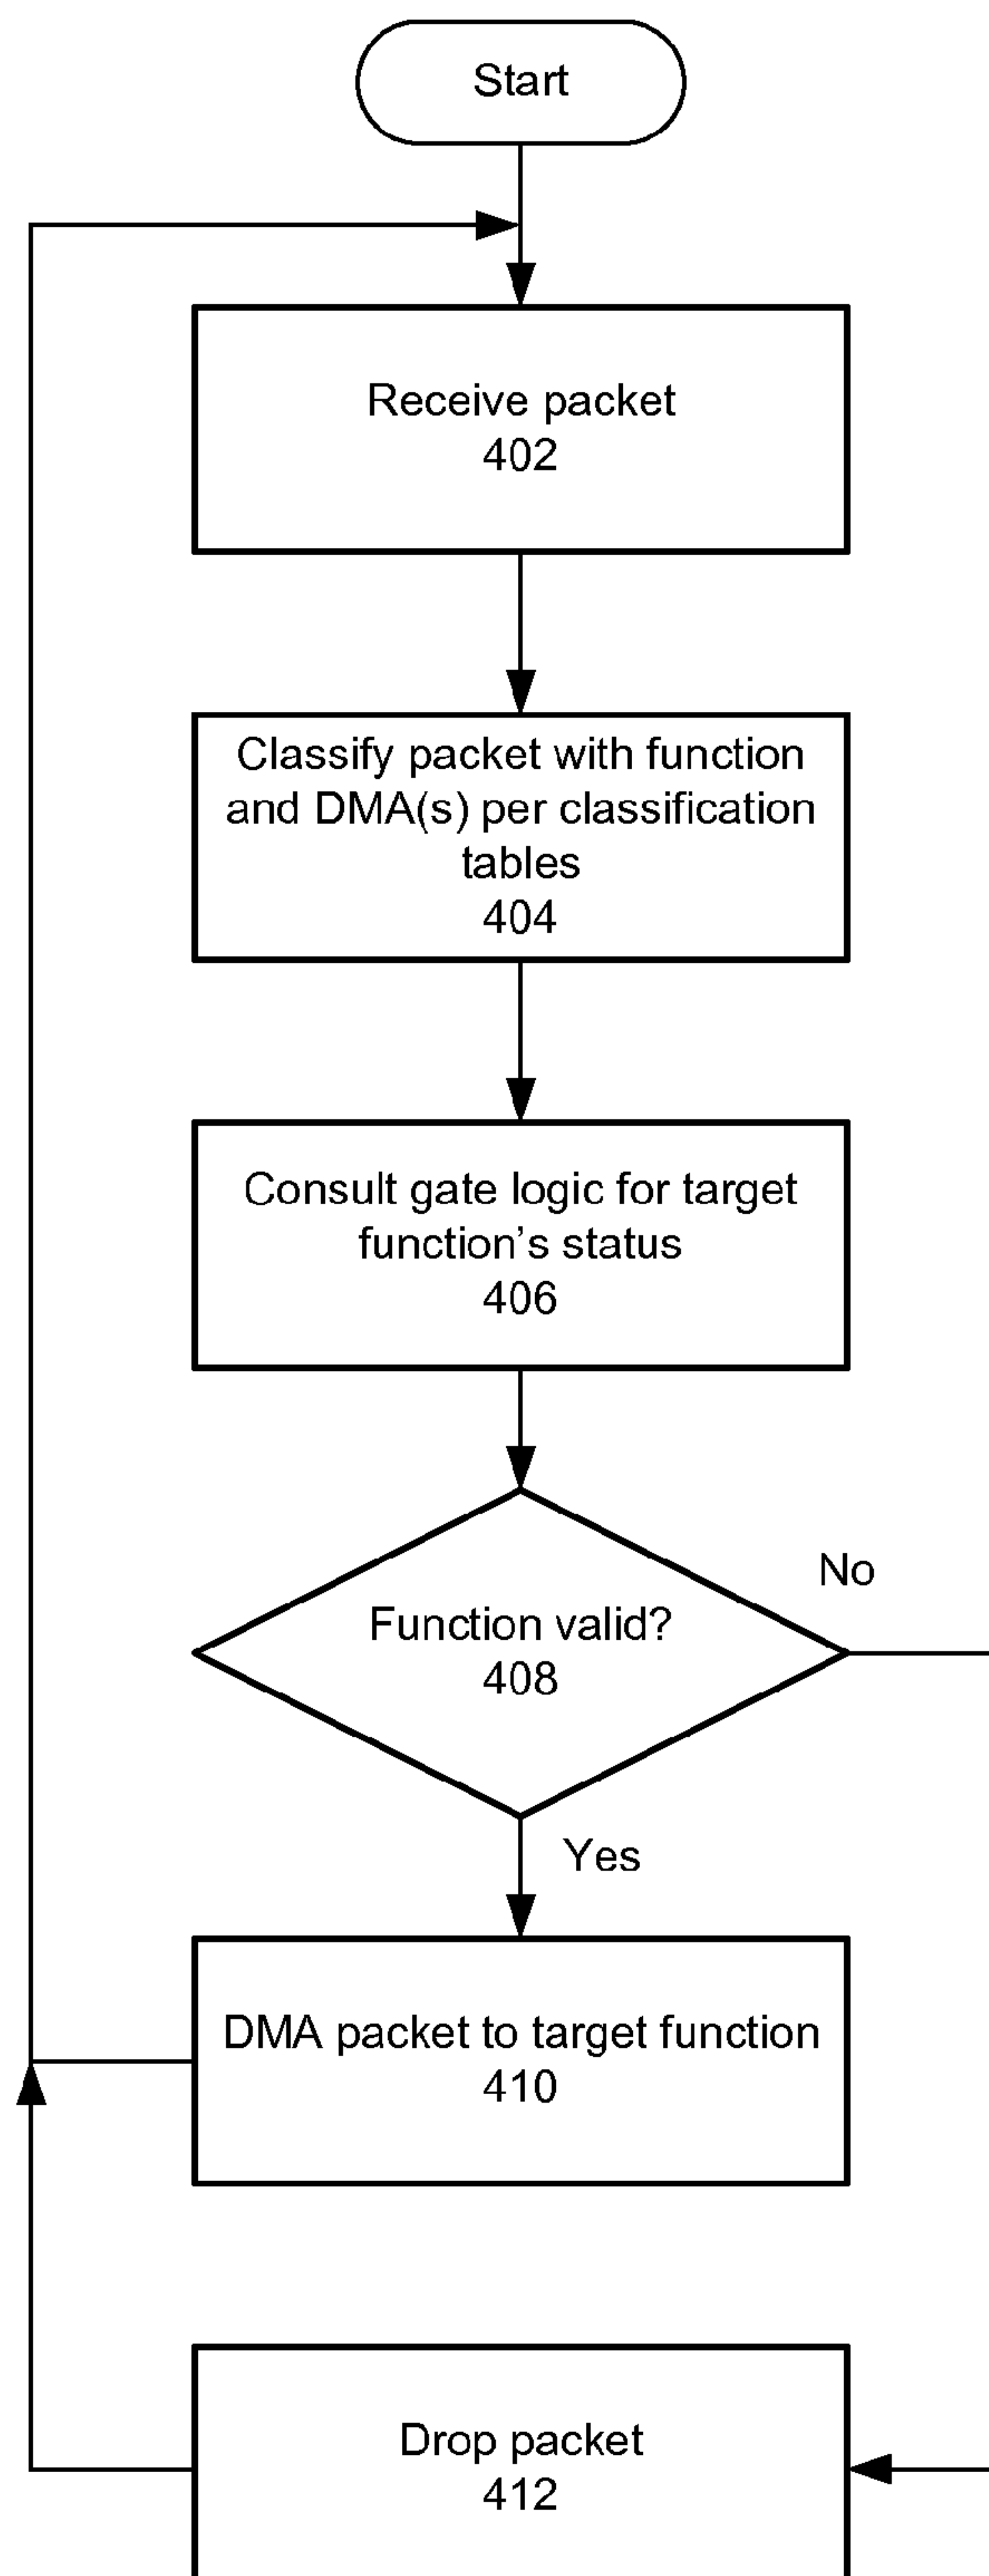 Start
Receive packet
402
Classify packet with function
and DMA(s) per classification
tables
404
Consult gate logic for target
function’s status
406
No
Function valid?
408
Yes
DMA packet to target function
410
Drop packet
412